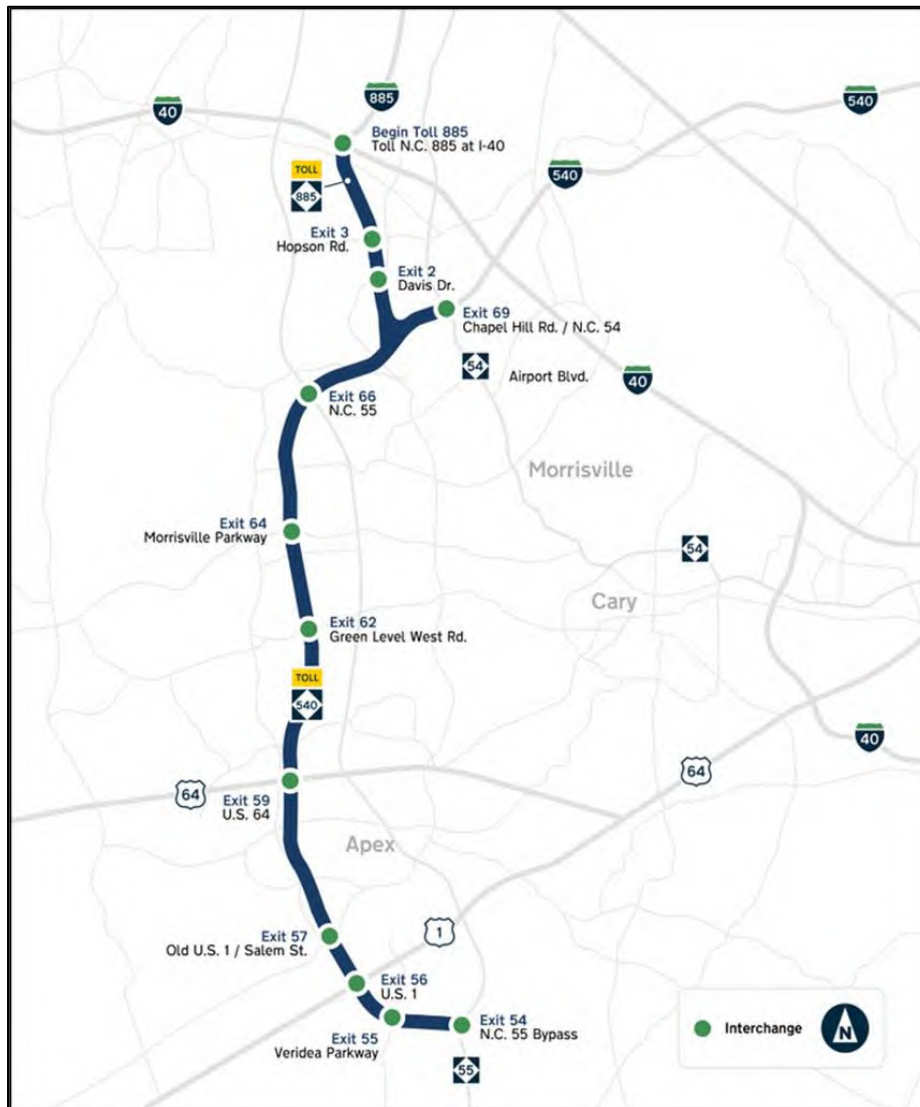 885
40
540
Begin Toll 885
Toll N.C. 885 at I-40
TOLL
885
540
Exit 3
Hopson Rd.
Exit 2
Davis Dr.
Exit 69
Chapel Hill Rd. / N.C. 54
54
Airport Blvd.
40
Exit 66
N.C. 55
Morrisville
Exit 64
Morrisville Parkway
54
Cary
Exit 62
Green Level West Rd.
TOLL
540
40
64
64
Exit 59
U.S. 64
Apex
1
Exit 57
Old U.S. 1 / Salem St.
Exit 56
U.S. 1
Exit 54
N.C. 55 Bypass
Exit 55
Veridea Parkway
55
Interchange
N
540